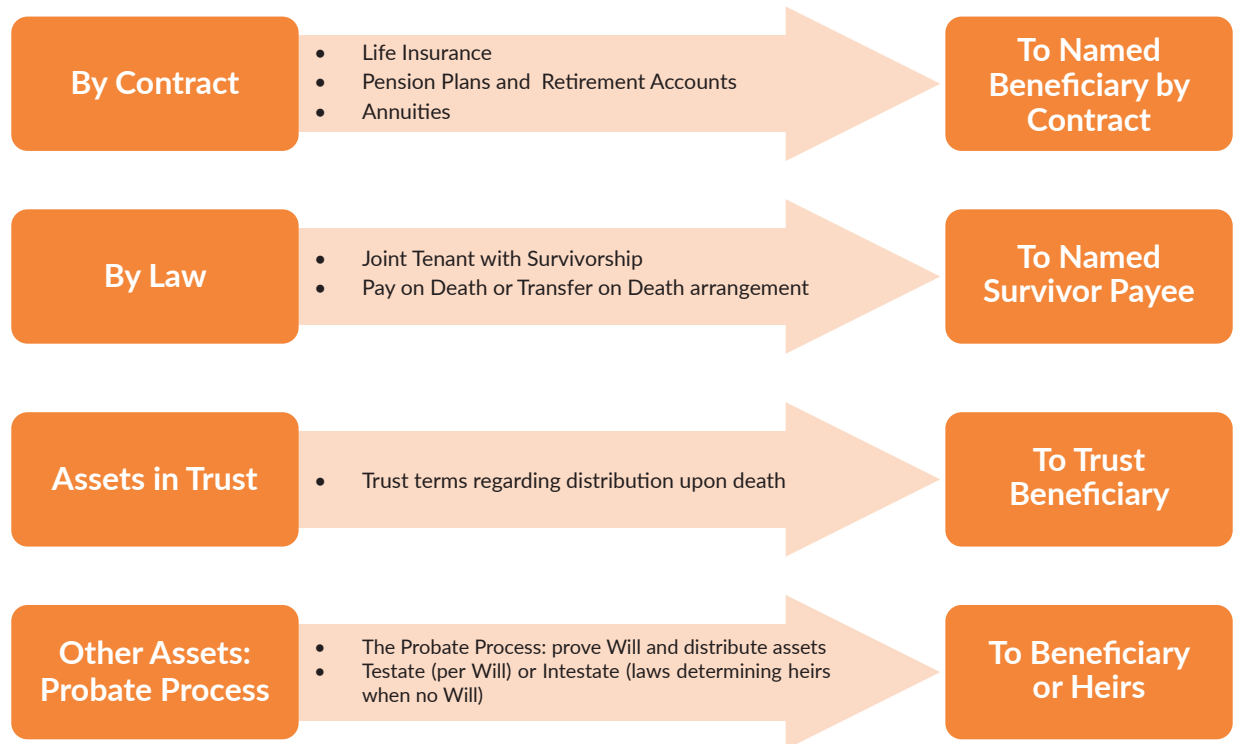 By Contract
• Life Insurance
• Pension Plans and Retirement Accounts
• Annuities
To Named
Beneficiary by
Contract
By Law
• Joint Tenant with Survivorship
• Pay on Death or Transfer on Death arrangement
To Named
Survivor Payee
Assets in Trust
• Trust terms regarding distribution upon death
To Trust
Beneficiary
Other Assets:
Probate Process
• The Probate Process: prove Will and distribute assets
• Testate (per Will) or Intestate (laws determining heirs
when no Will)
To Beneficiary
or Heirs